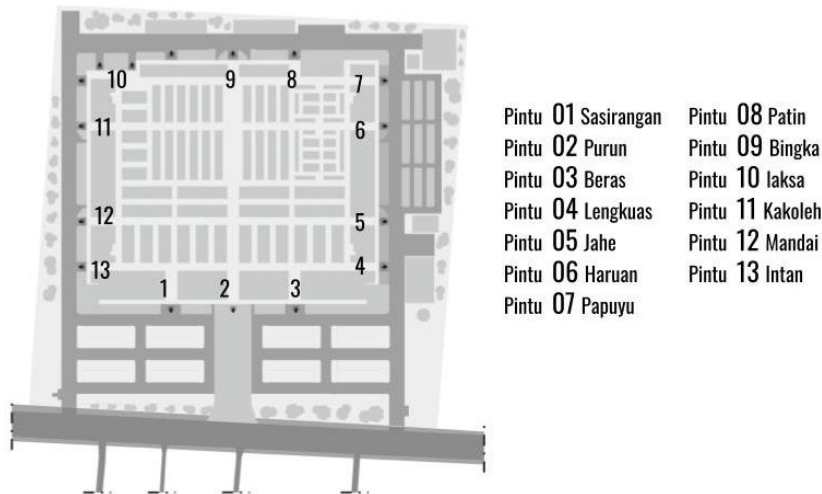 10
9
8
7
11
6
12
5
13
4
1
2
3
Pintu 01 Sasirangan
Pintu 02 Purun
Pintu 03 Beras
Pintu 04 Lengkuas
Pintu 05 Jahe
Pintu 06 Haruan
Pintu 07 Papuyu
Pintu 08 Patin
Pintu 09 Bingka
Pintu 10 laksa
Pintu 11 Kakoleh
Pintu 12 Mandai
Pintu 13 Intan